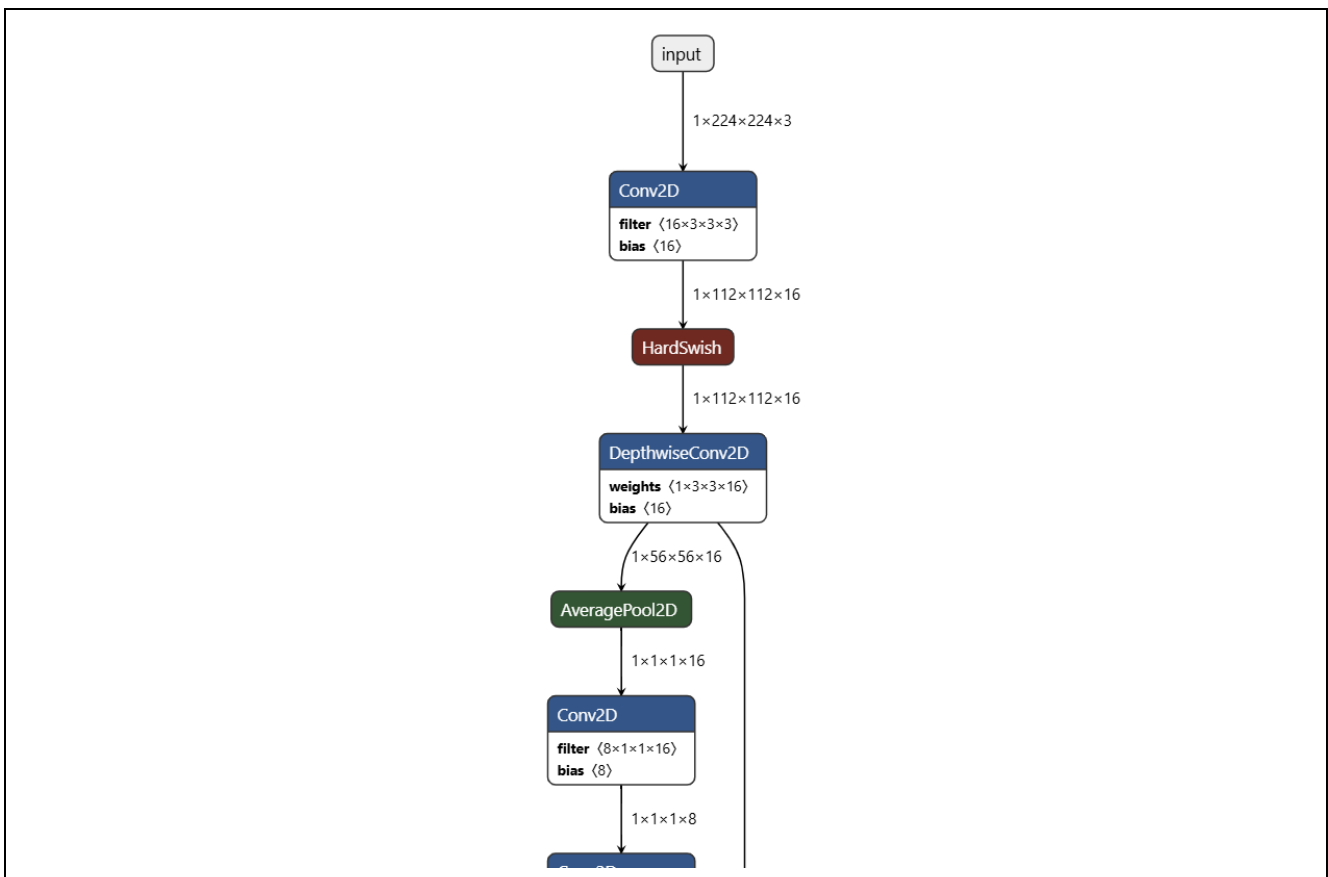 input
1×224×224×3
Conv2D
filter 〈16×3×3×3〉
bias 〈16〉
1×112×112×16
HardSwish
1×112×112×16
DepthwiseConv2D
weights 〈1×3×3×16〉
bias 〈16〉
1×56×56×16
AveragePool2D
1×1×1×16
Conv2D
filter 〈8×1×1×16〉
bias 〈8〉
1×1×1×8